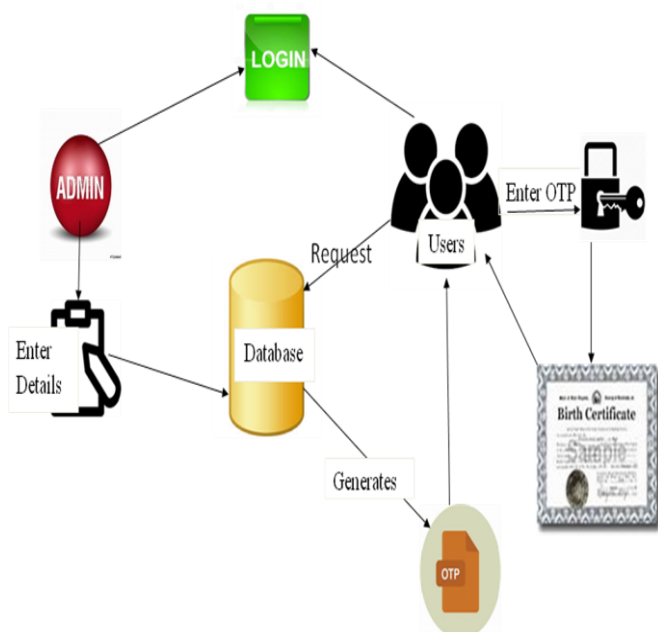 LOGIN
ADMIN
Enter OTP
Users
Request
Enter
Details
Database
Birth Certificate
Sample
Generates
OTP